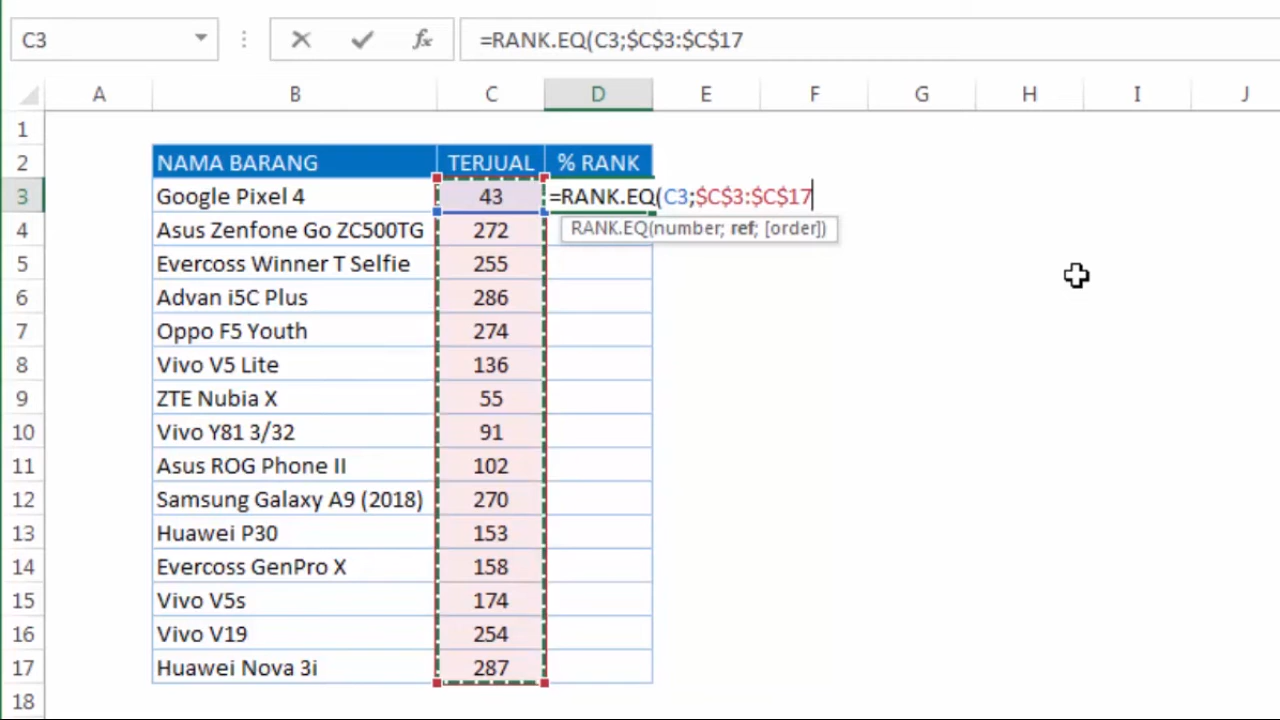 C3 fx =RANK.EQ(C3;$C$3:$C$17
A B C D E F G H I J
1
2 NAMA BARANG TERJUAL % RANK
3 Google Pixel 4 43 =RANK.EQ(C3;$C$3:$C$17
4 Asus Zenfone Go ZC500TG 272 RANK.EQ(number; ref; [order])
5 Evercoss Winner T Selfie 255
6 Advan i5C Plus 286
7 Oppo F5 Youth 274
8 Vivo V5 Lite 136
9 ZTE Nubia X 55
10 Vivo Y81 3/32 91
11 Asus ROG Phone II 102
12 Samsung Galaxy A9 (2018) 270
13 Huawei P30 153
14 Evercoss GenPro X 158
15 Vivo V5s 174
16 Vivo V19 254
17 Huawei Nova 3i 287
18